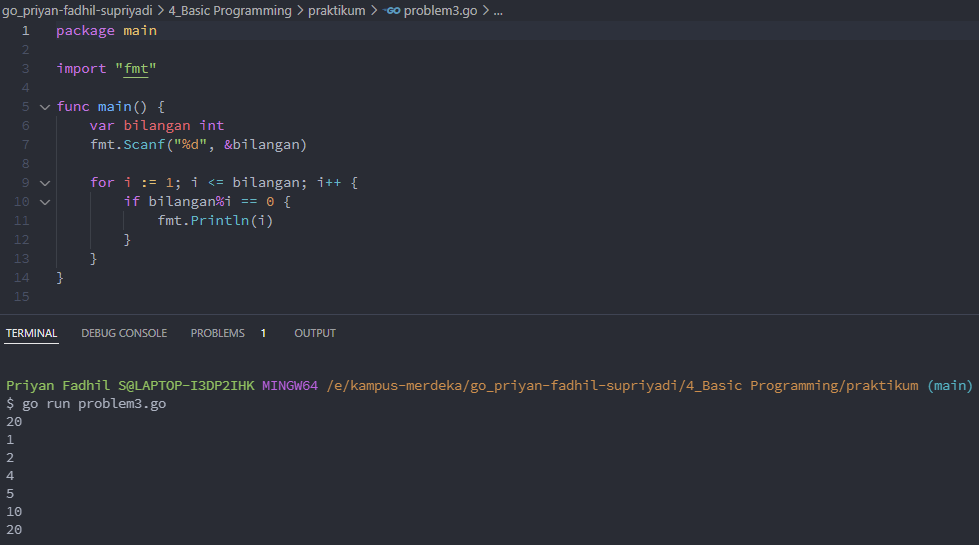 go_priyan-fadhil-supriyadi > 4_Basic Programming > praktikum > GO problem3.go > ...
1 package main
2
3 import "fmt"
4
5 func main() {
6 var bilangan int
7 fmt.Scanf("%d", &bilangan)
8
9 for i := 1; i <= bilangan; i++ {
10 if bilangan%i == 0 {
11 fmt.Println(i)
12 }
13 }
14 }
15
TERMINAL DEBUG CONSOLE PROBLEMS 1 OUTPUT
Priyan Fadhil S@LAPTOP-I3DP2IHK MINGW64 /e/kampus-merdeka/go_priyan-fadhil-supriyadi/4_Basic Programming/praktikum (main)
$ go run problem3.go
20
1
2
4
5
10
20